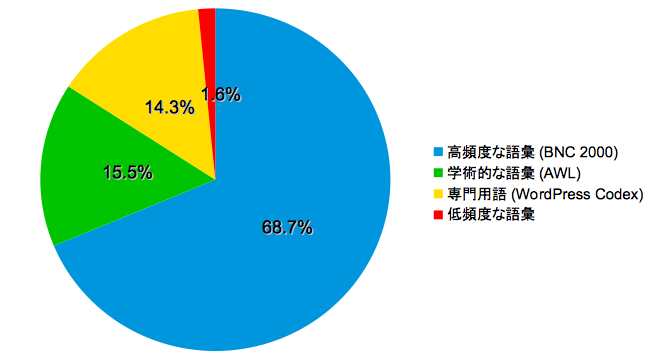 1.6%
14.3%
15.5%
68.7%
高頻度な語彙 (BNC 2000)
学術的な語彙 (AWL)
専門用語 (WordPress Codex)
低頻度な語彙